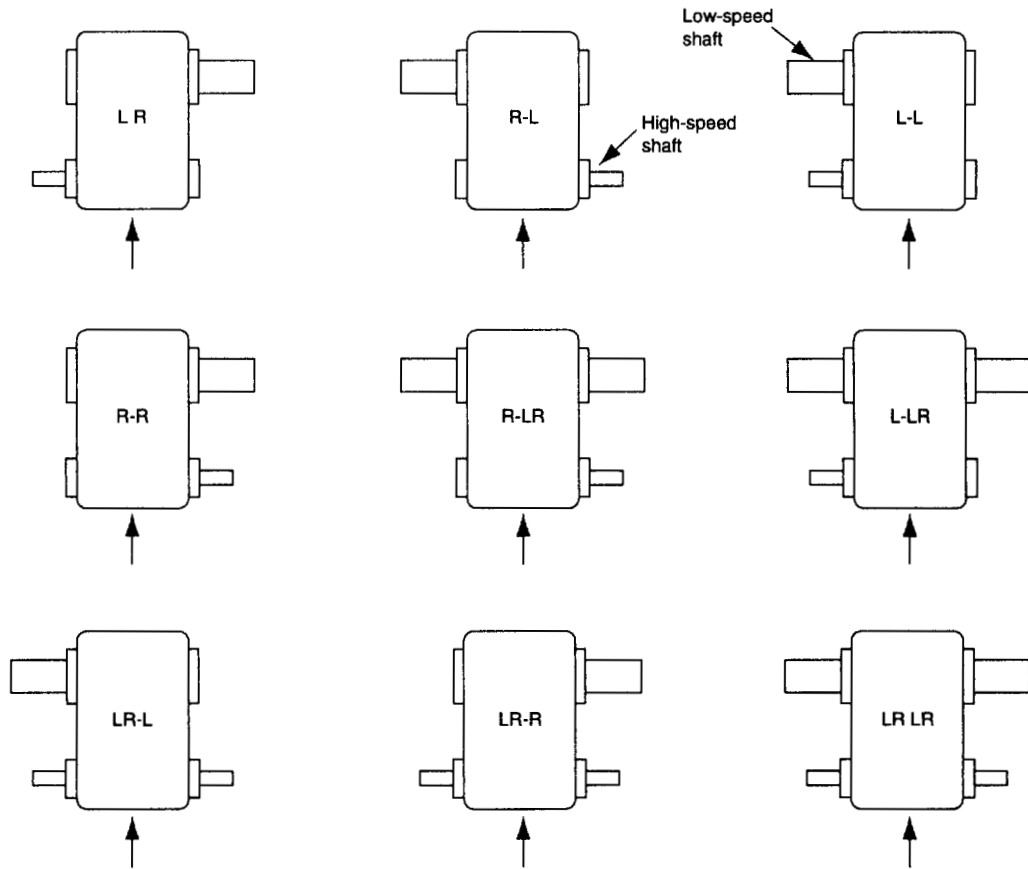 Low-speed
shaft
L R
R-L
High-speed
shaft
L-L
R-R
R-LR
L-LR
LR-L
LR-R
LR LR